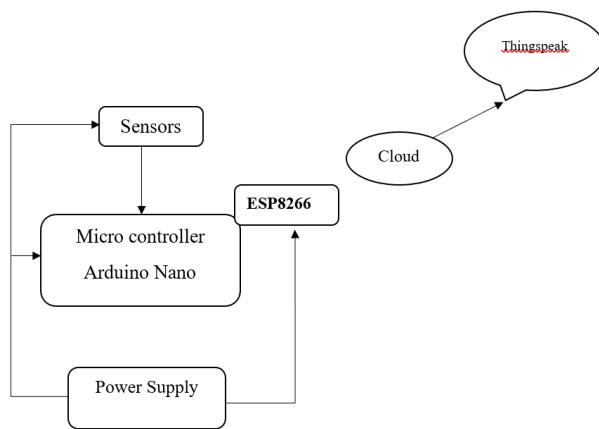 Thingspeak
Sensors
Cloud
ESP8266
Micro controller
Arduino Nano
Power Supply